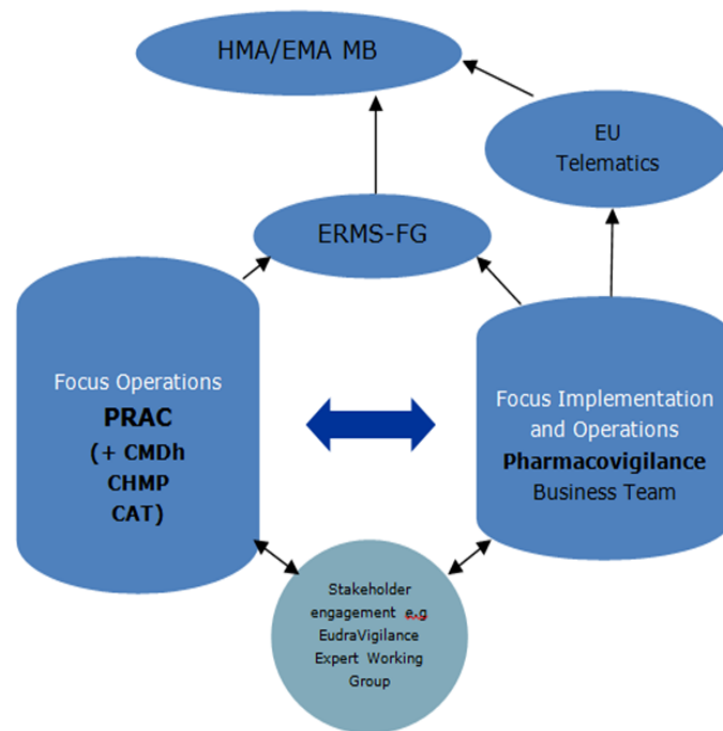 HMA/EMA MB
EU
Telematics
ERMS-FG
Focus Operations
PRAC
(+ CMDh
CHMP
CAT)
Focus Implementation
and Operations
Pharmacovigilance
Business Team
Stakeholder
engagement e.g
EudraVigilance
Expert Working
Group